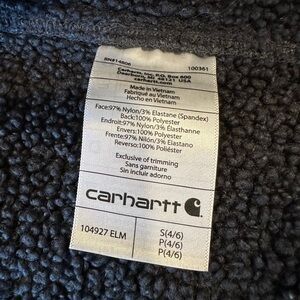 RN#14806 100361
Carhartt, Inc. P.O. Box 600
Dearborn, MI 48121 USA
carhartt.com
Made in Vietnam
Fabriqué au Vietnam
Hecho en Vietnam
Face:97% Nylon/3% Elastane (Spandex)
Back:100% Polyester
Endroit:97% Nylon/3% Élasthanne
Envers:100% Polyester
Frente:97% Nilón/3% Elastano
Reverso:100% Poliéster
Exclusive of trimming
Sans garniture
Sin incluir adorno
carhartt
104927 ELM S(4/6)
P(4/6)
P(4/6)